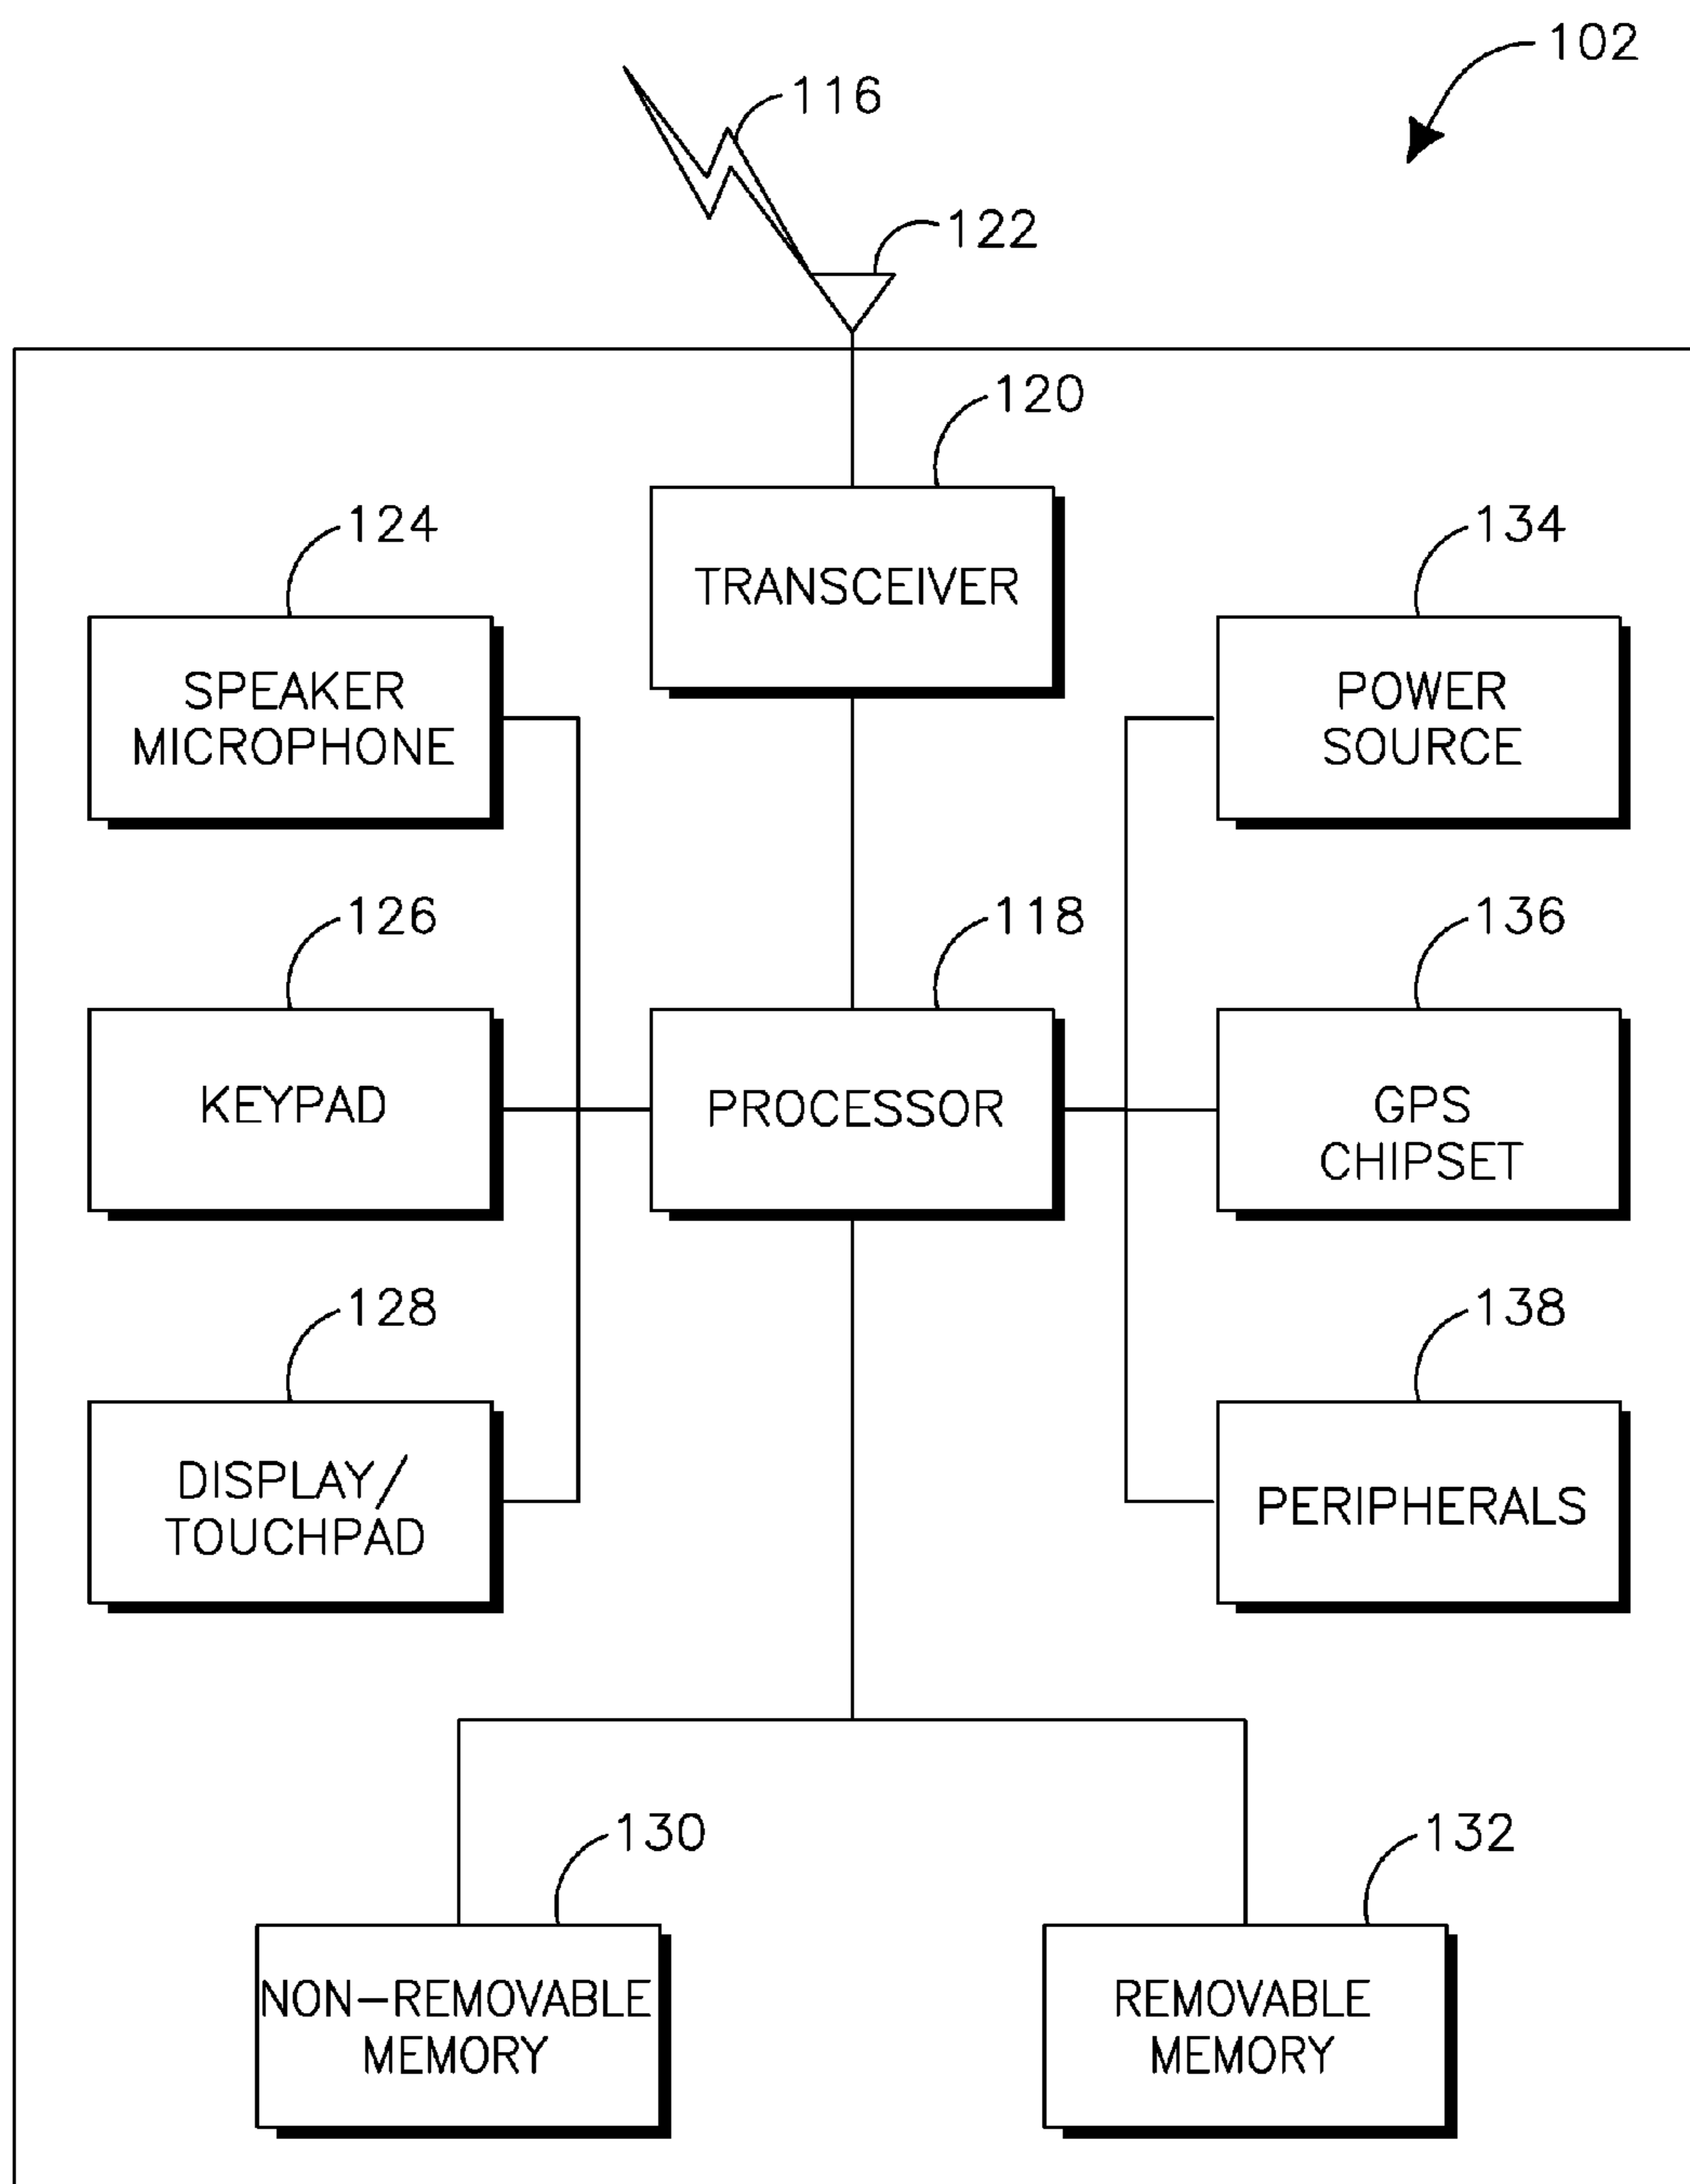 102
116
122
120
TRANSCEIVER
124
SPEAKER
MICROPHONE
134
POWER
SOURCE
126
KEYPAD
118
PROCESSOR
136
GPS
CHIPSET
128
DISPLAY/
TOUCHPAD
138
PERIPHERALS
130
NON-REMOVABLE
MEMORY
132
REMOVABLE
MEMORY